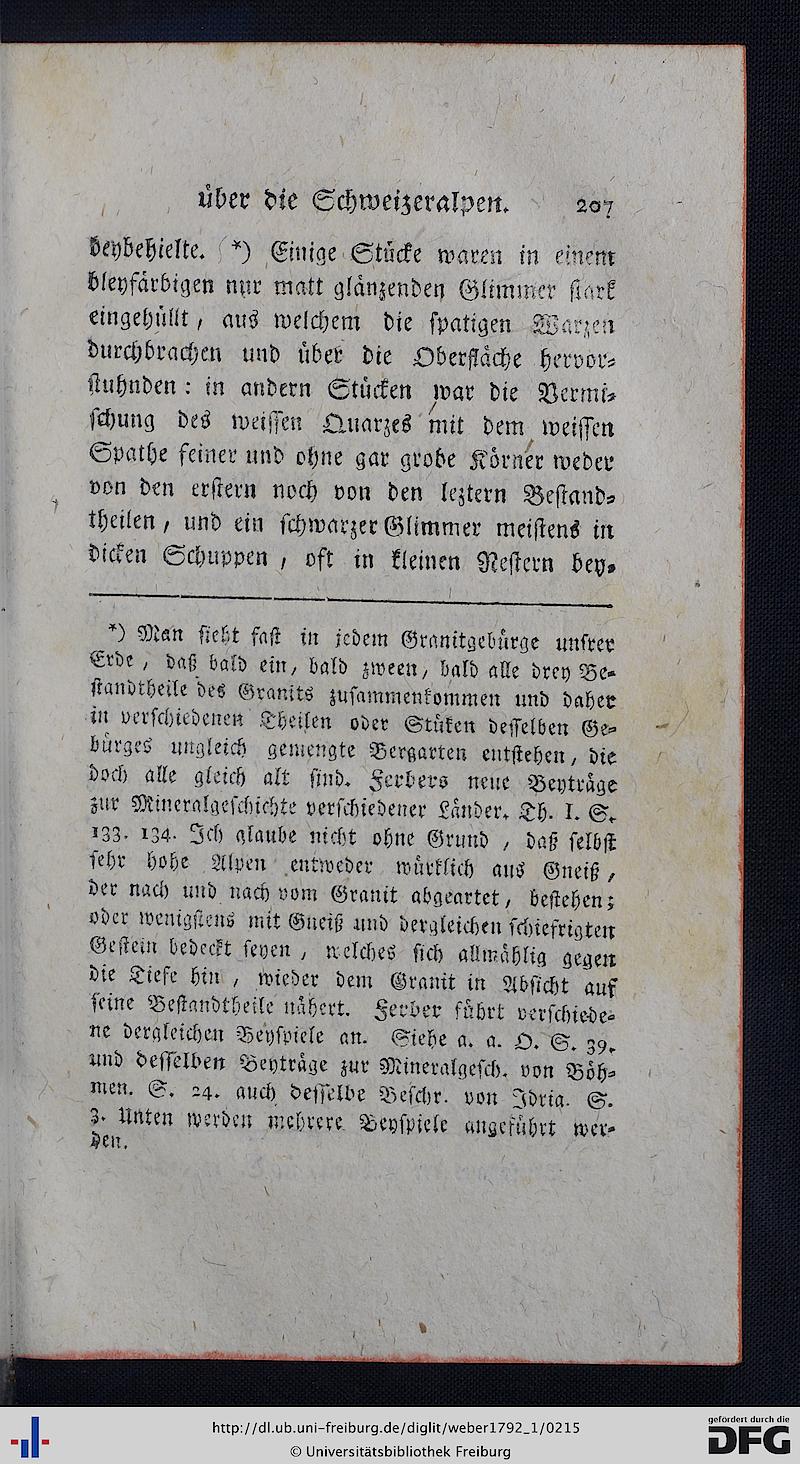 über die Schweizeralpen. 207
beybehielte. (*) Einige Stücke waren in einem
bleyfärbigen nur matt glänzenden Glimmer stark
eingehüllt, aus welchem die spatigen Warzen
durchbrachen und über die Oberfläche hervor⸗
stuhnden: in andern Stücken war die Vermi⸗
schung des weissen Quarzes mit dem weissen
Spathe feiner und ohne gar grobe Körner weder
von den erstern noch von den leztern Bestand⸗
theilen, und ein schwarzer Glimmer meistens in
dicken Schuppen, oft in kleinen Nestern bey⸗
*) Man sieht fast in jedem Granitgebürge unsrer
Erde, daß bald ein, bald zween, bald alle drey Be⸗
standtheile des Granits zusammenkommen und daher
in verschiedenen Theilen oder Stüken desselben Ge⸗
bürges ungleich gemengte Bergarten entstehen, die
doch alle gleich alt sind. Ferbers neue Beyträge
zur Mineralgeschichte verschiedener Länder. Th. I. S.
133. 134. Ich glaube nicht ohne Grund, daß selbst
sehr hohe Alpen entweder würklich aus Gneiß,
der nach und nach vom Granit abgeartet, bestehen;
oder wenigstens mit Gneiß und dergleichen schiefrigten
Gestein bedeckt seyen, welches sich allmählig gegen
die Tiefe hin, wieder dem Granit in Absicht auf
seine Bestandtheile nähert. Ferber führt verschiede⸗
ne dergleichen Beyspiele an. Siehe a. a. O. S. 39.
und desselben Beyträge zur Mineralgesch. von Böh⸗
men. S. 24. auch desselbe Beschr. von Idria. S.
3. Unten werden mehrere Beyspiele angeführt wer⸗
den.
http://dl.ub.uni-freiburg.de/diglit/weber1792_1/0215
© Universitätsbibliothek Freiburg
gefördert durch die
DFG